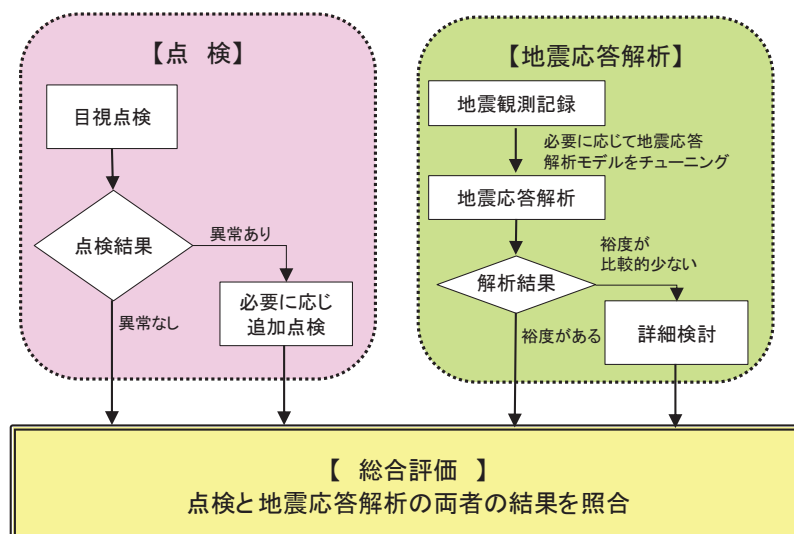 【点 検】
目視点検
点検結果
異常あり
異常なし
必要に応じ
追加点検
【地震応答解析】
地震観測記録
必要に応じて地震応答
解析モデルをチューニング
地震応答解析
解析結果
裕度が
比較的少ない
裕度がある
詳細検討
【 総合評価 】
点検と地震応答解析の両者の結果を照合